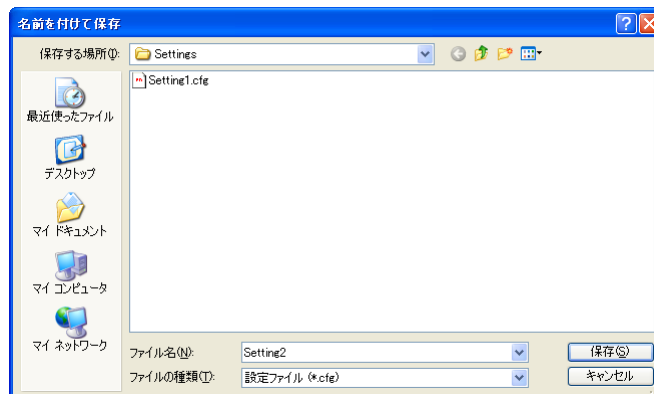 名前を付けて保存
保存する場所(I):
Settings
Setting1.cfg
最近使ったファイル
デスクトップ
マイ ドキュメント
マイ コンピュータ
マイ ネットワーク
ファイル名(N):
Setting2
保存(S)
ファイルの種類(T):
設定ファイル (*.cfg)
キャンセル